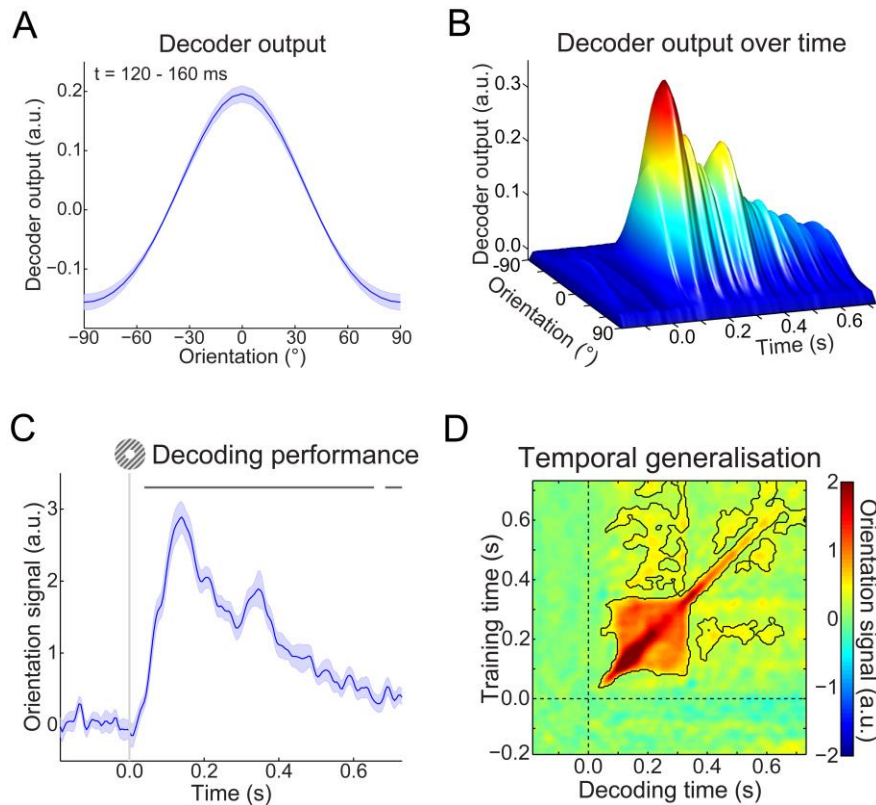 A
Decoder output
t = 120 - 160 ms
Decoder output (a.u.)
0.2
0.1
0.0
−0.1
−90
−60
−30
0
30
60
90
Orientation (°)
B
Decoder output over time
Decoder output (a.u.)
0.3
0.2
0.1
0.0
-90
0
90
Orientation (°)
0.0
0.2
0.4
0.6
Time (s)
C
Decoding performance
Orientation signal (a.u.)
3
2
1
0
0.0
0.2
0.4
0.6
Time (s)
D
Temporal generalisation
Training time (s)
0.6
0.4
0.2
0.0
−0.2
0.0
0.2
0.4
0.6
Decoding time (s)
2
1
0
−1
−2
Orientation signal (a.u.)